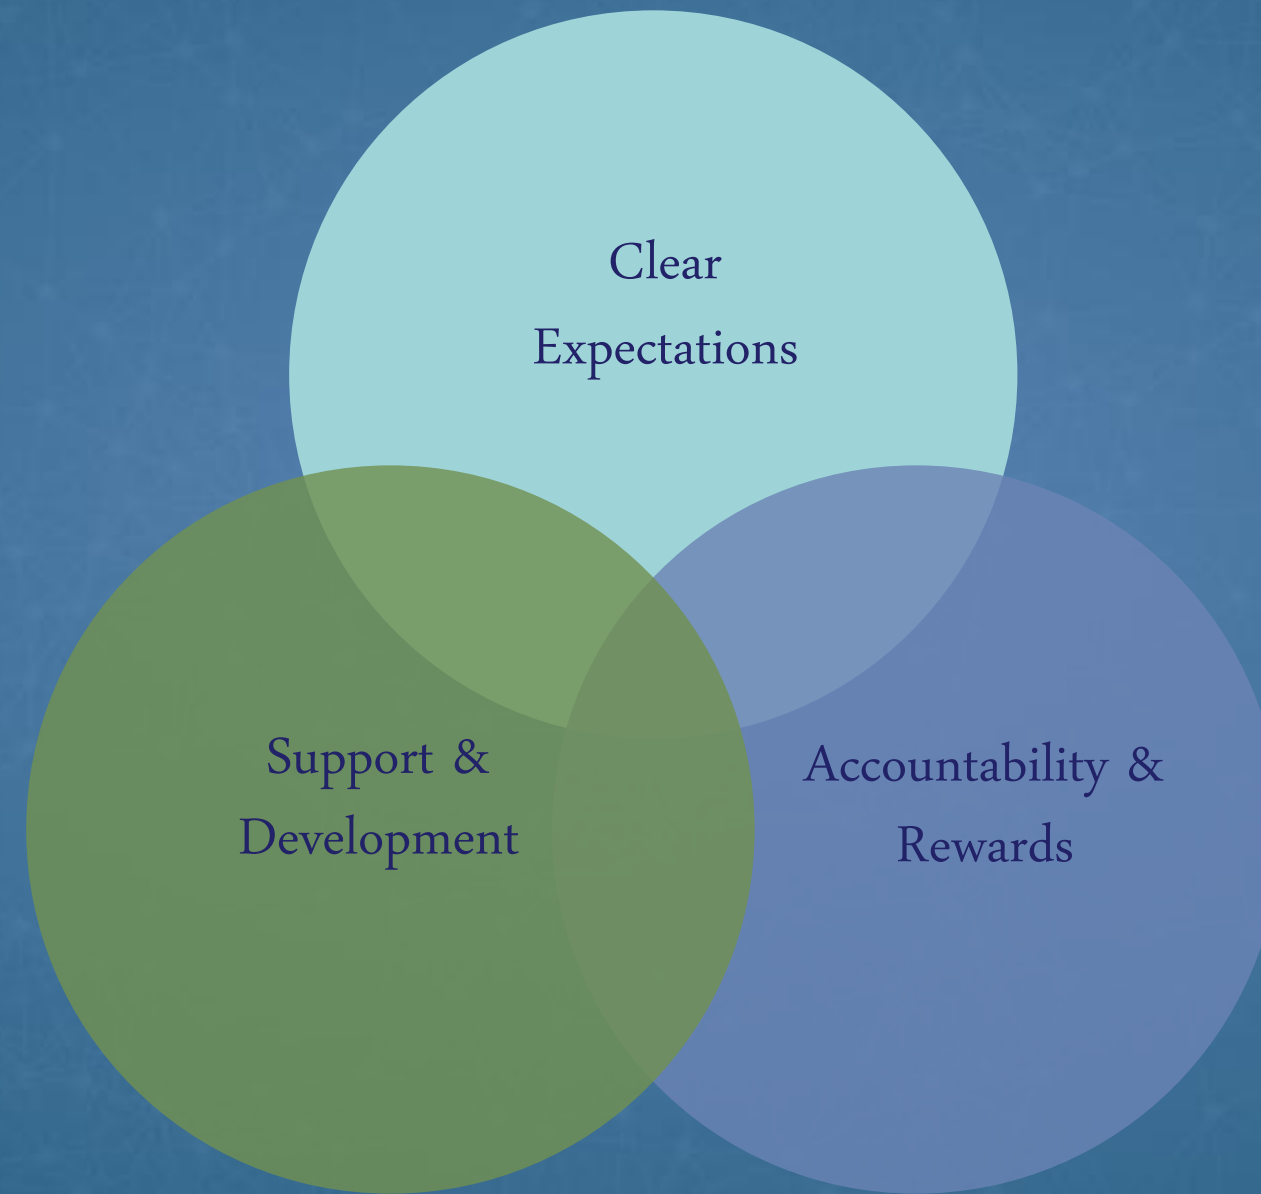 Clear
Expectations
Support &
Development
Accountability &
Rewards